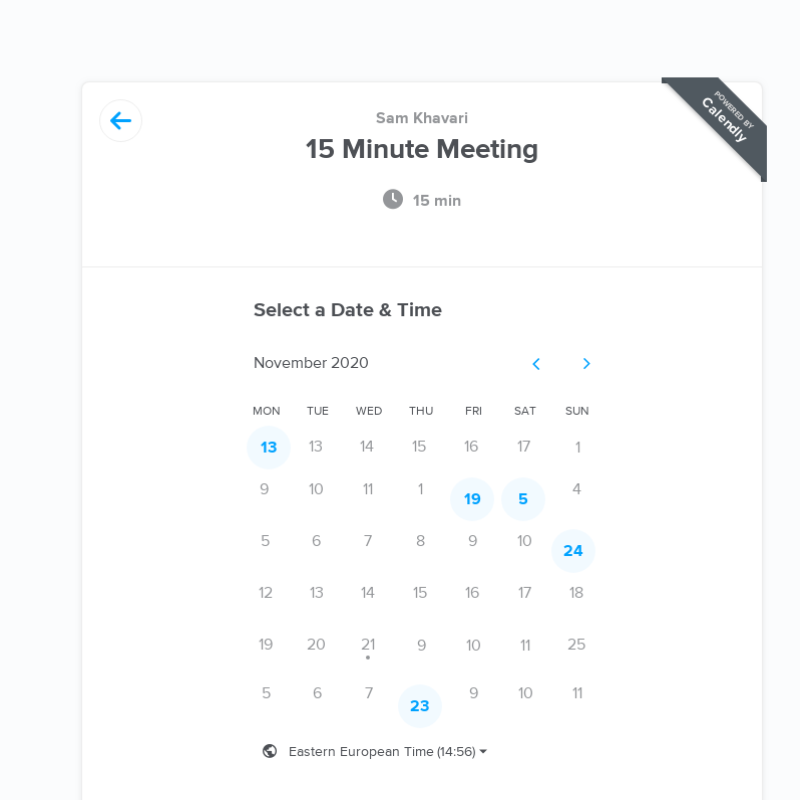 POWERED BY
Calendly
Sam Khavari
15 Minute Meeting
15 min
Select a Date & Time
November 2020
MON TUE WED THU FRI SAT SUN
13 13 14 15 16 17 1
9 10 11 1 19 5 4
5 6 7 8 9 10 24
12 13 14 15 16 17 18
19 20 21 9 10 11 25
5 6 7 23 9 10 11
Eastern European Time (14:56)